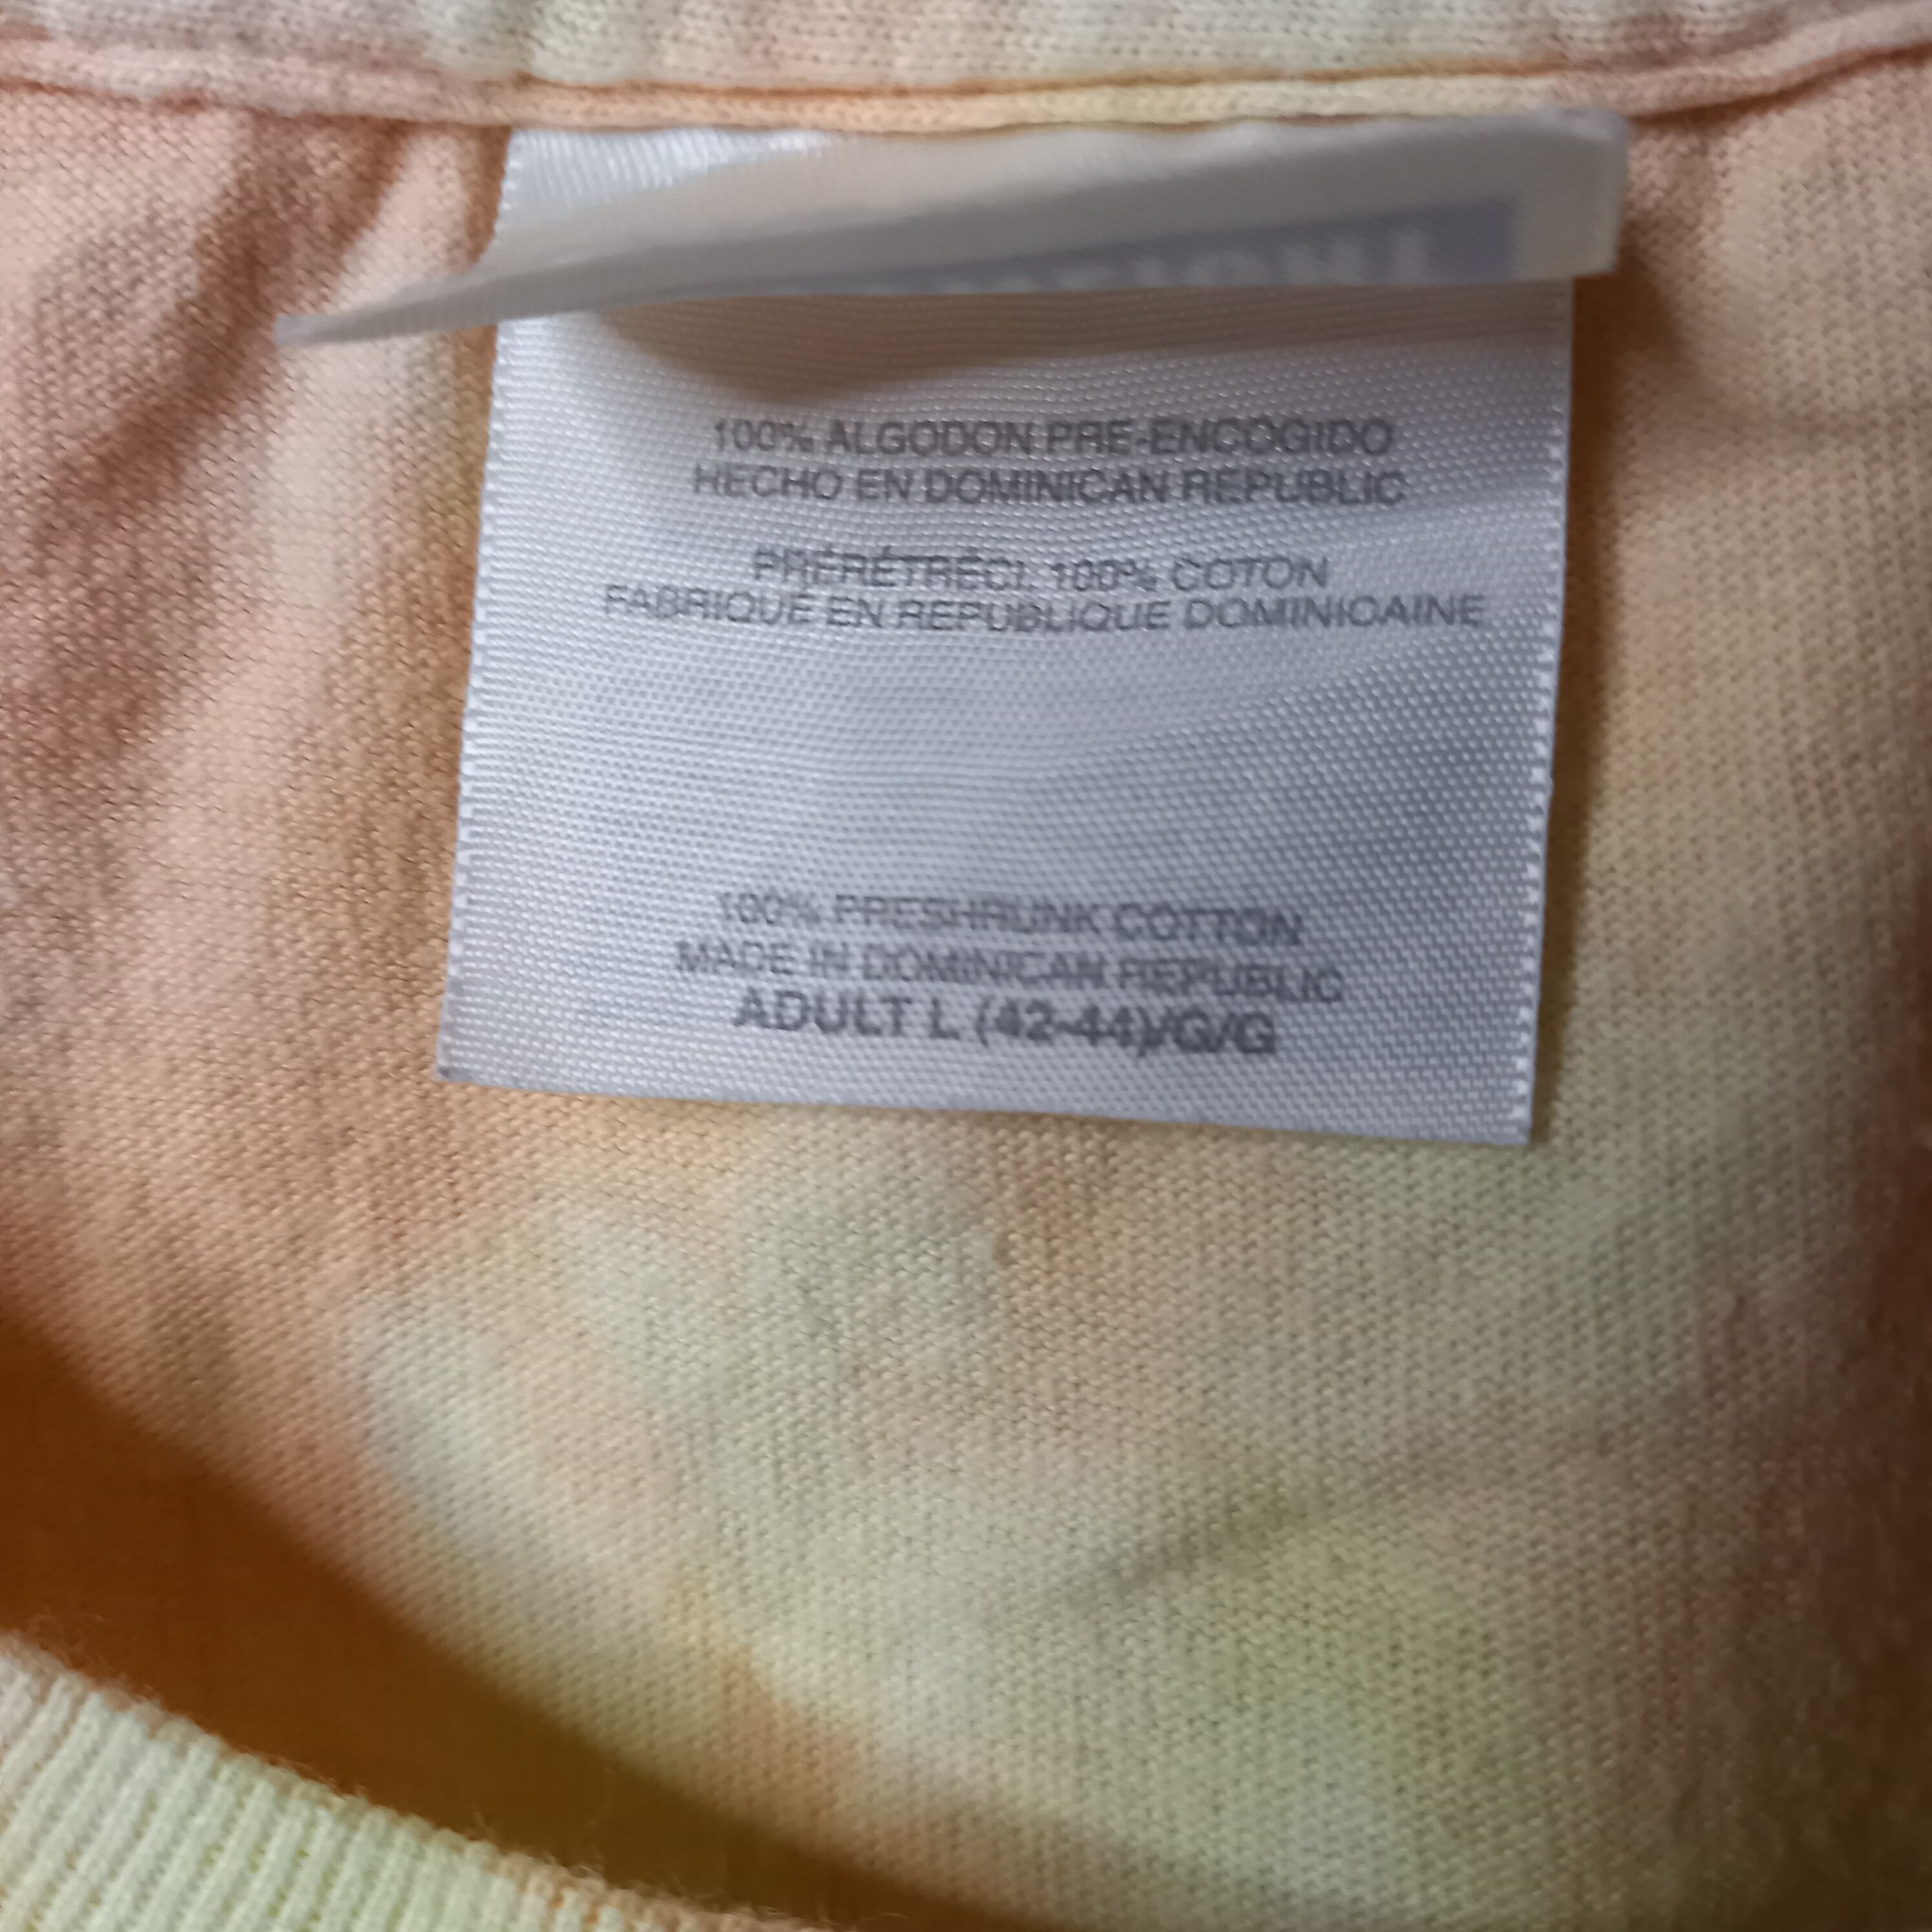 100% ALGODON PRE-ENCOGIDO
HECHO EN DOMINICAN REPUBLIC
PRÉRÉTRÉCI. 100% COTON
FABRIQUE EN REPUBLIQUE DOMINICAINE
100% PRESHRUNK COTTON
MADE IN DOMINICAN REPUBLIC
ADULT L (42-44)/G/G